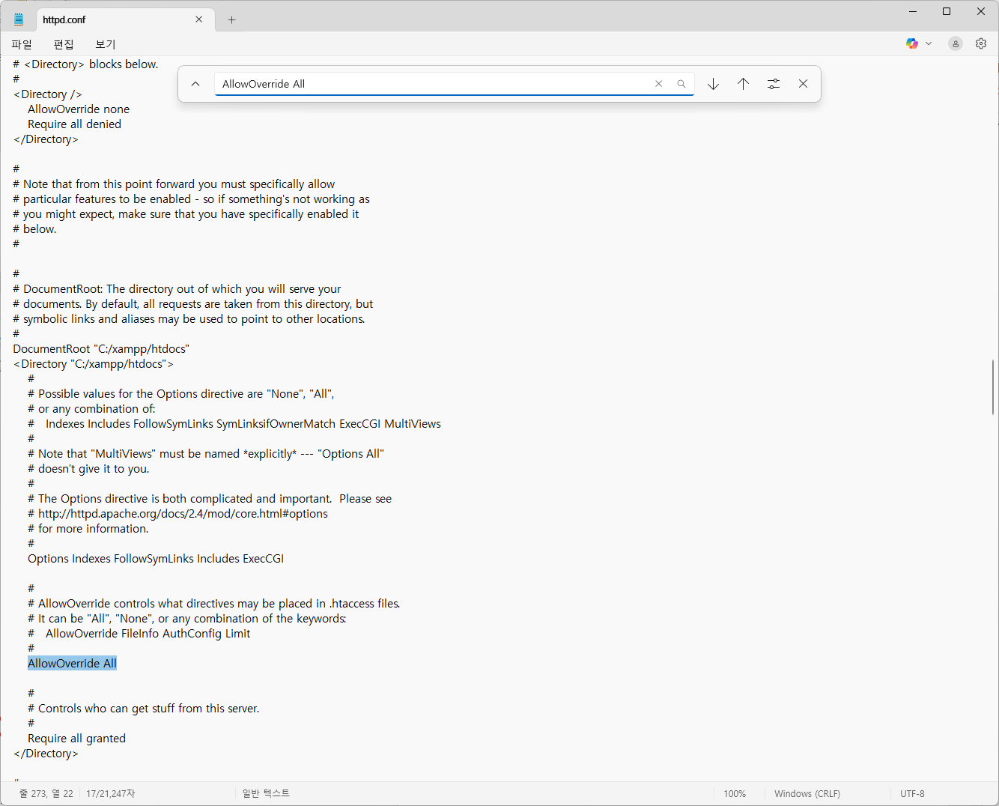 httpd.conf
파일 편집 보기
AllowOverride All
# <Directory> blocks below.
#
<Directory />
AllowOverride none
Require all denied
</Directory>
#
# Note that from this point forward you must specifically allow
# particular features to be enabled - so if something's not working as
# you might expect, make sure that you have specifically enabled it
# below.
#
#
# DocumentRoot: The directory out of which you will serve your
# documents. By default, all requests are taken from this directory, but
# symbolic links and aliases may be used to point to other locations.
#
DocumentRoot "C:/xampp/htdocs"
<Directory "C:/xampp/htdocs">
#
# Possible values for the Options directive are "None", "All",
# or any combination of:
#   Indexes Includes FollowSymLinks SymLinksifOwnerMatch ExecCGI MultiViews
#
# Note that "MultiViews" must be named *explicitly* --- "Options All"
# doesn't give it to you.
#
# The Options directive is both complicated and important.  Please see
# http://httpd.apache.org/docs/2.4/mod/core.html#options
# for more information.
#
Options Indexes FollowSymLinks Includes ExecCGI
#
# AllowOverride controls what directives may be placed in .htaccess files.
# It can be "All", "None", or any combination of the keywords:
#   AllowOverride FileInfo AuthConfig Limit
#
AllowOverride All
#
# Controls who can get stuff from this server.
#
Require all granted
</Directory>
#
줄 273, 열 22 17/21,247자 일반 텍스트 100% Windows (CRLF) UTF-8